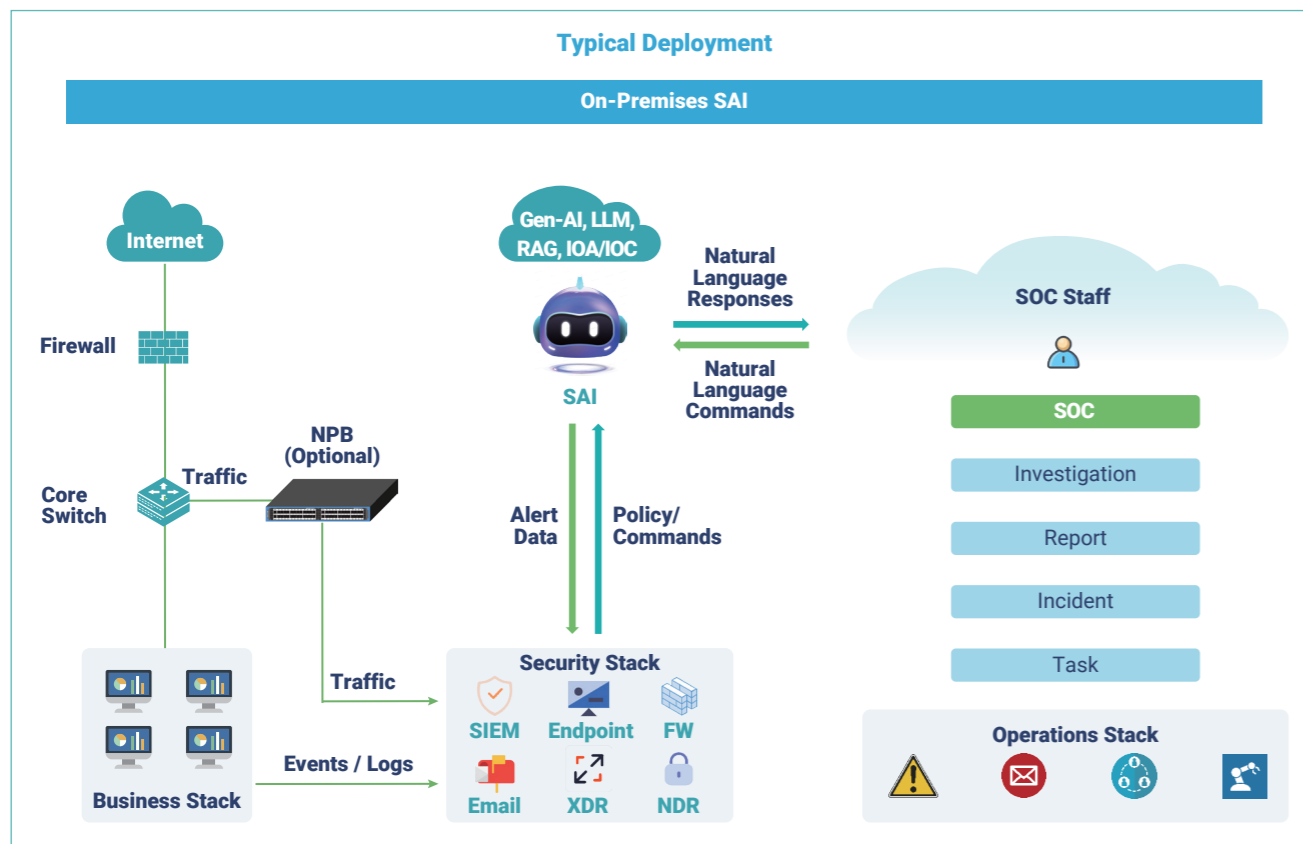 Typical Deployment
On-Premises SAI
Internet
Firewall
Core
Switch
Traffic
NPB
(Optional)
Traffic
Events / Logs
Business Stack
Gen-AI, LLM,
RAG, IOA/IOC
SAI
Natural
Language
Responses
Natural
Language
Commands
Alert
Data
Policy/
Commands
Security Stack
SIEM
Endpoint
FW
Email
XDR
NDR
SOC Staff
SOC
Investigation
Report
Incident
Task
Operations Stack